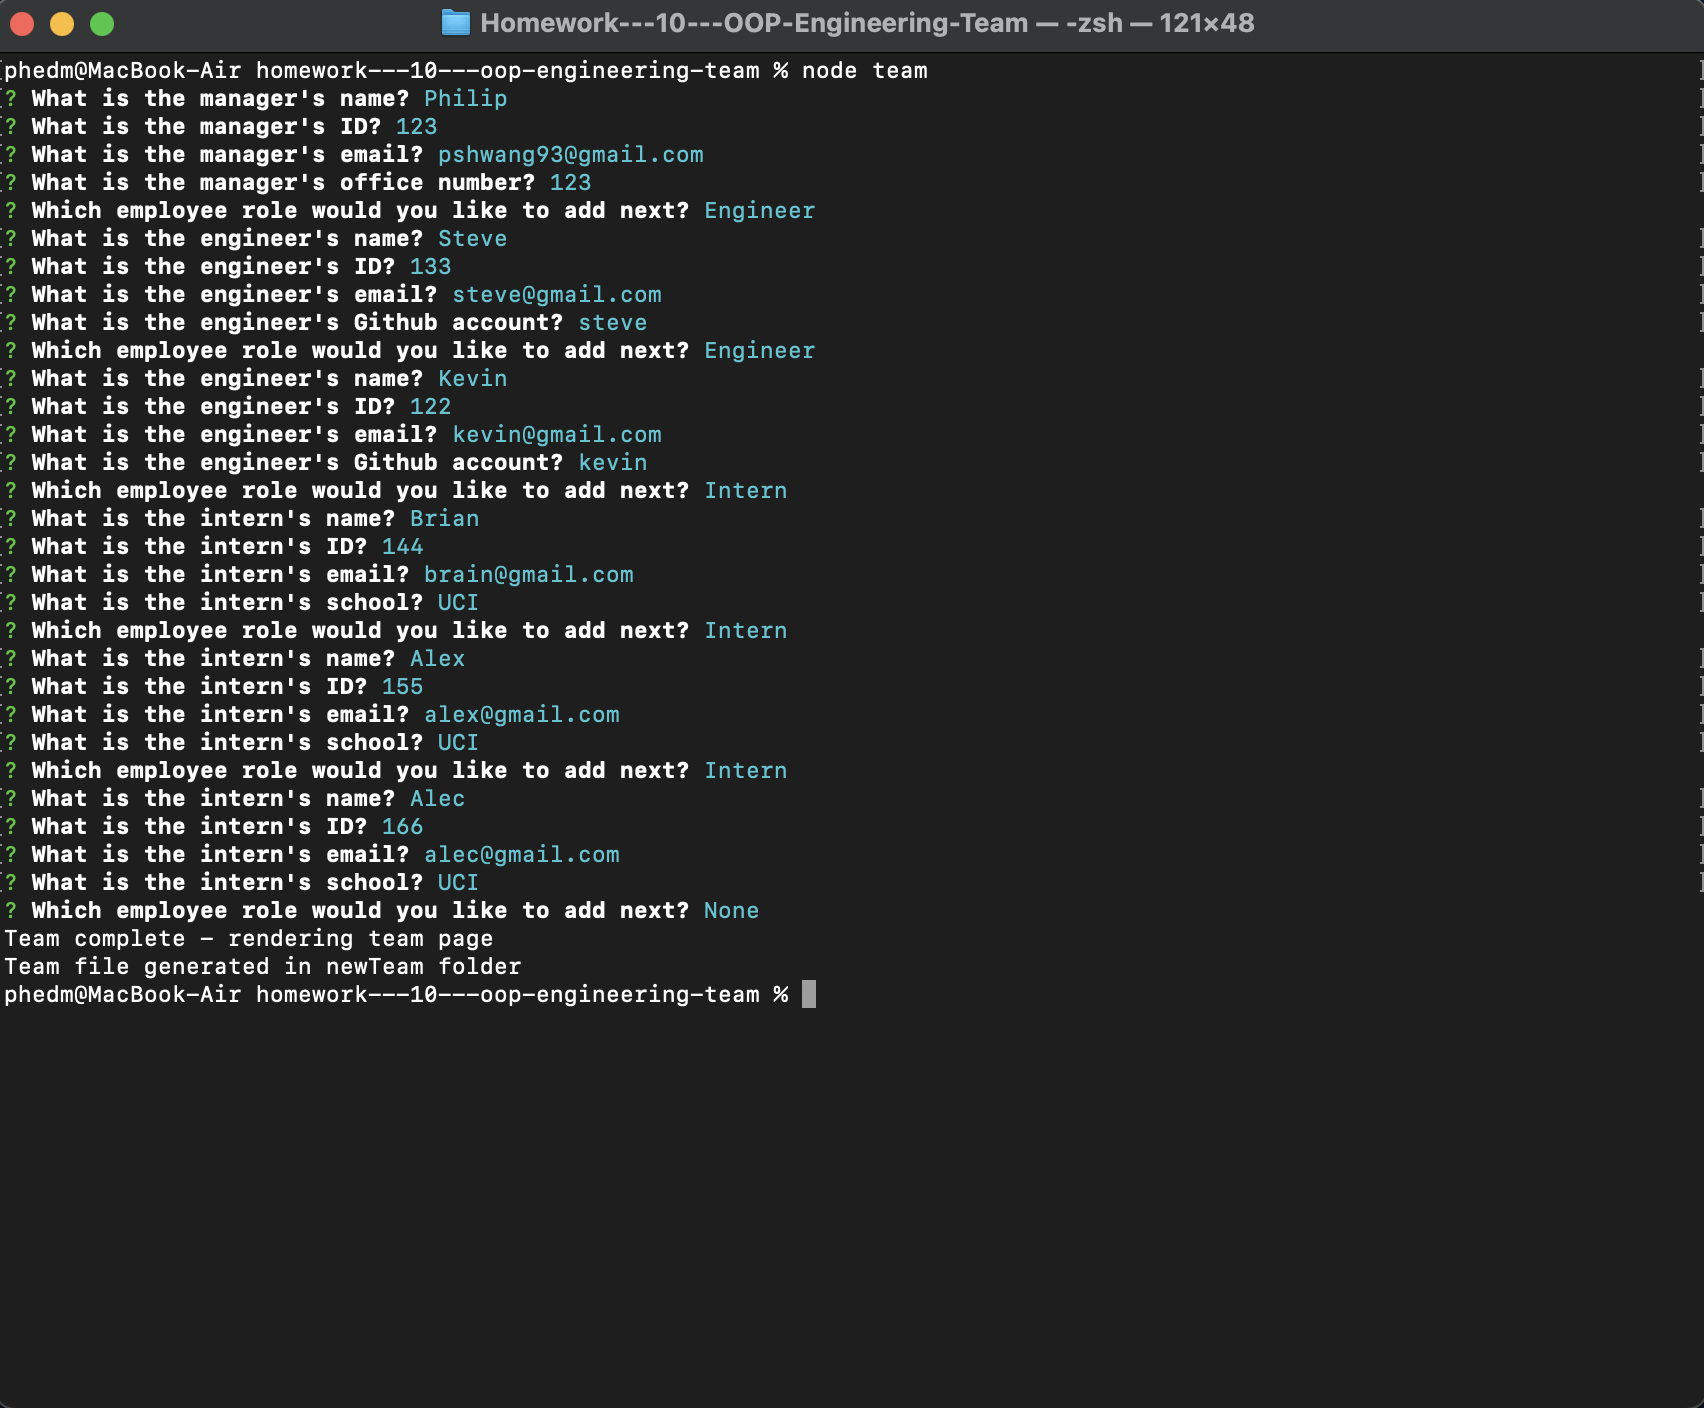 Homework---10---OOP-Engineering-Team — -zsh — 121×48
phedm@MacBook-Air homework---10---oop-engineering-team % node team
? What is the manager's name? Philip
? What is the manager's ID? 123
? What is the manager's email? pshwang93@gmail.com
? What is the manager's office number? 123
? Which employee role would you like to add next? Engineer
? What is the engineer's name? Steve
? What is the engineer's ID? 133
? What is the engineer's email? steve@gmail.com
? What is the engineer's Github account? steve
? Which employee role would you like to add next? Engineer
? What is the engineer's name? Kevin
? What is the engineer's ID? 122
? What is the engineer's email? kevin@gmail.com
? What is the engineer's Github account? kevin
? Which employee role would you like to add next? Intern
? What is the intern's name? Brian
? What is the intern's ID? 144
? What is the intern's email? brain@gmail.com
? What is the intern's school? UCI
? Which employee role would you like to add next? Intern
? What is the intern's name? Alex
? What is the intern's ID? 155
? What is the intern's email? alex@gmail.com
? What is the intern's school? UCI
? Which employee role would you like to add next? Intern
? What is the intern's name? Alec
? What is the intern's ID? 166
? What is the intern's email? alec@gmail.com
? What is the intern's school? UCI
? Which employee role would you like to add next? None
Team complete – rendering team page
Team file generated in newTeam folder
phedm@MacBook-Air homework---10---oop-engineering-team %